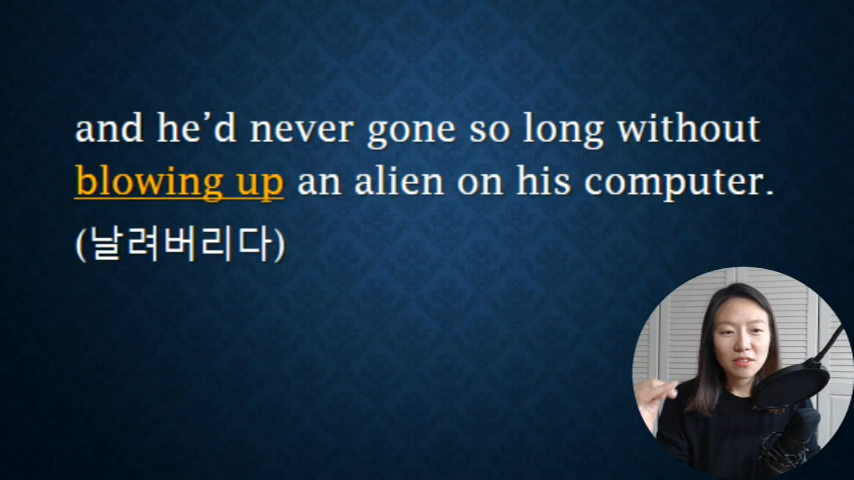 and he’d never gone so long without
blowing up an alien on his computer.
(날려버리다)